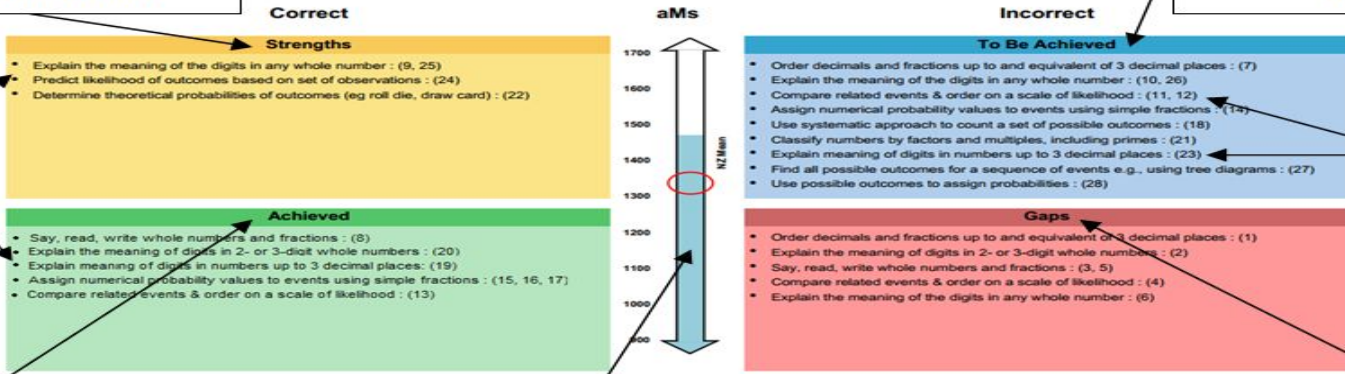 Correct
aMs
Incorrect
Strengths
• Explain the meaning of the digits in any whole number : (9, 25)
• Predict likelihood of outcomes based on set of observations : (24)
• Determine theoretical probabilities of outcomes (eg roll die, draw card) : (22)
Achieved
• Say, read, write whole numbers and fractions : (8)
• Explain the meaning of digits in 2- or 3-digit whole numbers : (20)
• Explain meaning of digits in numbers up to 3 decimal places: (19)
• Assign numerical probability values to events using simple fractions : (15, 16, 17)
• Compare related events & order on a scale of likelihood : (13)
1700
1600
1500
1400
1300
1200
1100
1000
900
NZ Mean
To Be Achieved
• Order decimals and fractions up to and equivalent of 3 decimal places : (7)
• Explain the meaning of the digits in any whole number : (10, 26)
• Compare related events & order on a scale of likelihood : (11, 12)
• Assign numerical probability values to events using simple fractions : (14)
• Use systematic approach to count a set of possible outcomes : (18)
• Classify numbers by factors and multiples, including primes : (21)
• Explain meaning of digits in numbers up to 3 decimal places : (23)
• Find all possible outcomes for a sequence of events e.g., using tree diagrams : (27)
• Use possible outcomes to assign probabilities : (28)
Gaps
• Order decimals and fractions up to and equivalent of 3 decimal places : (1)
• Explain the meaning of digits in 2- or 3-digit whole numbers : (2)
• Say, read, write whole numbers and fractions : (3, 5)
• Compare related events & order on a scale of likelihood : (4)
• Explain the meaning of the digits in any whole number : (6)